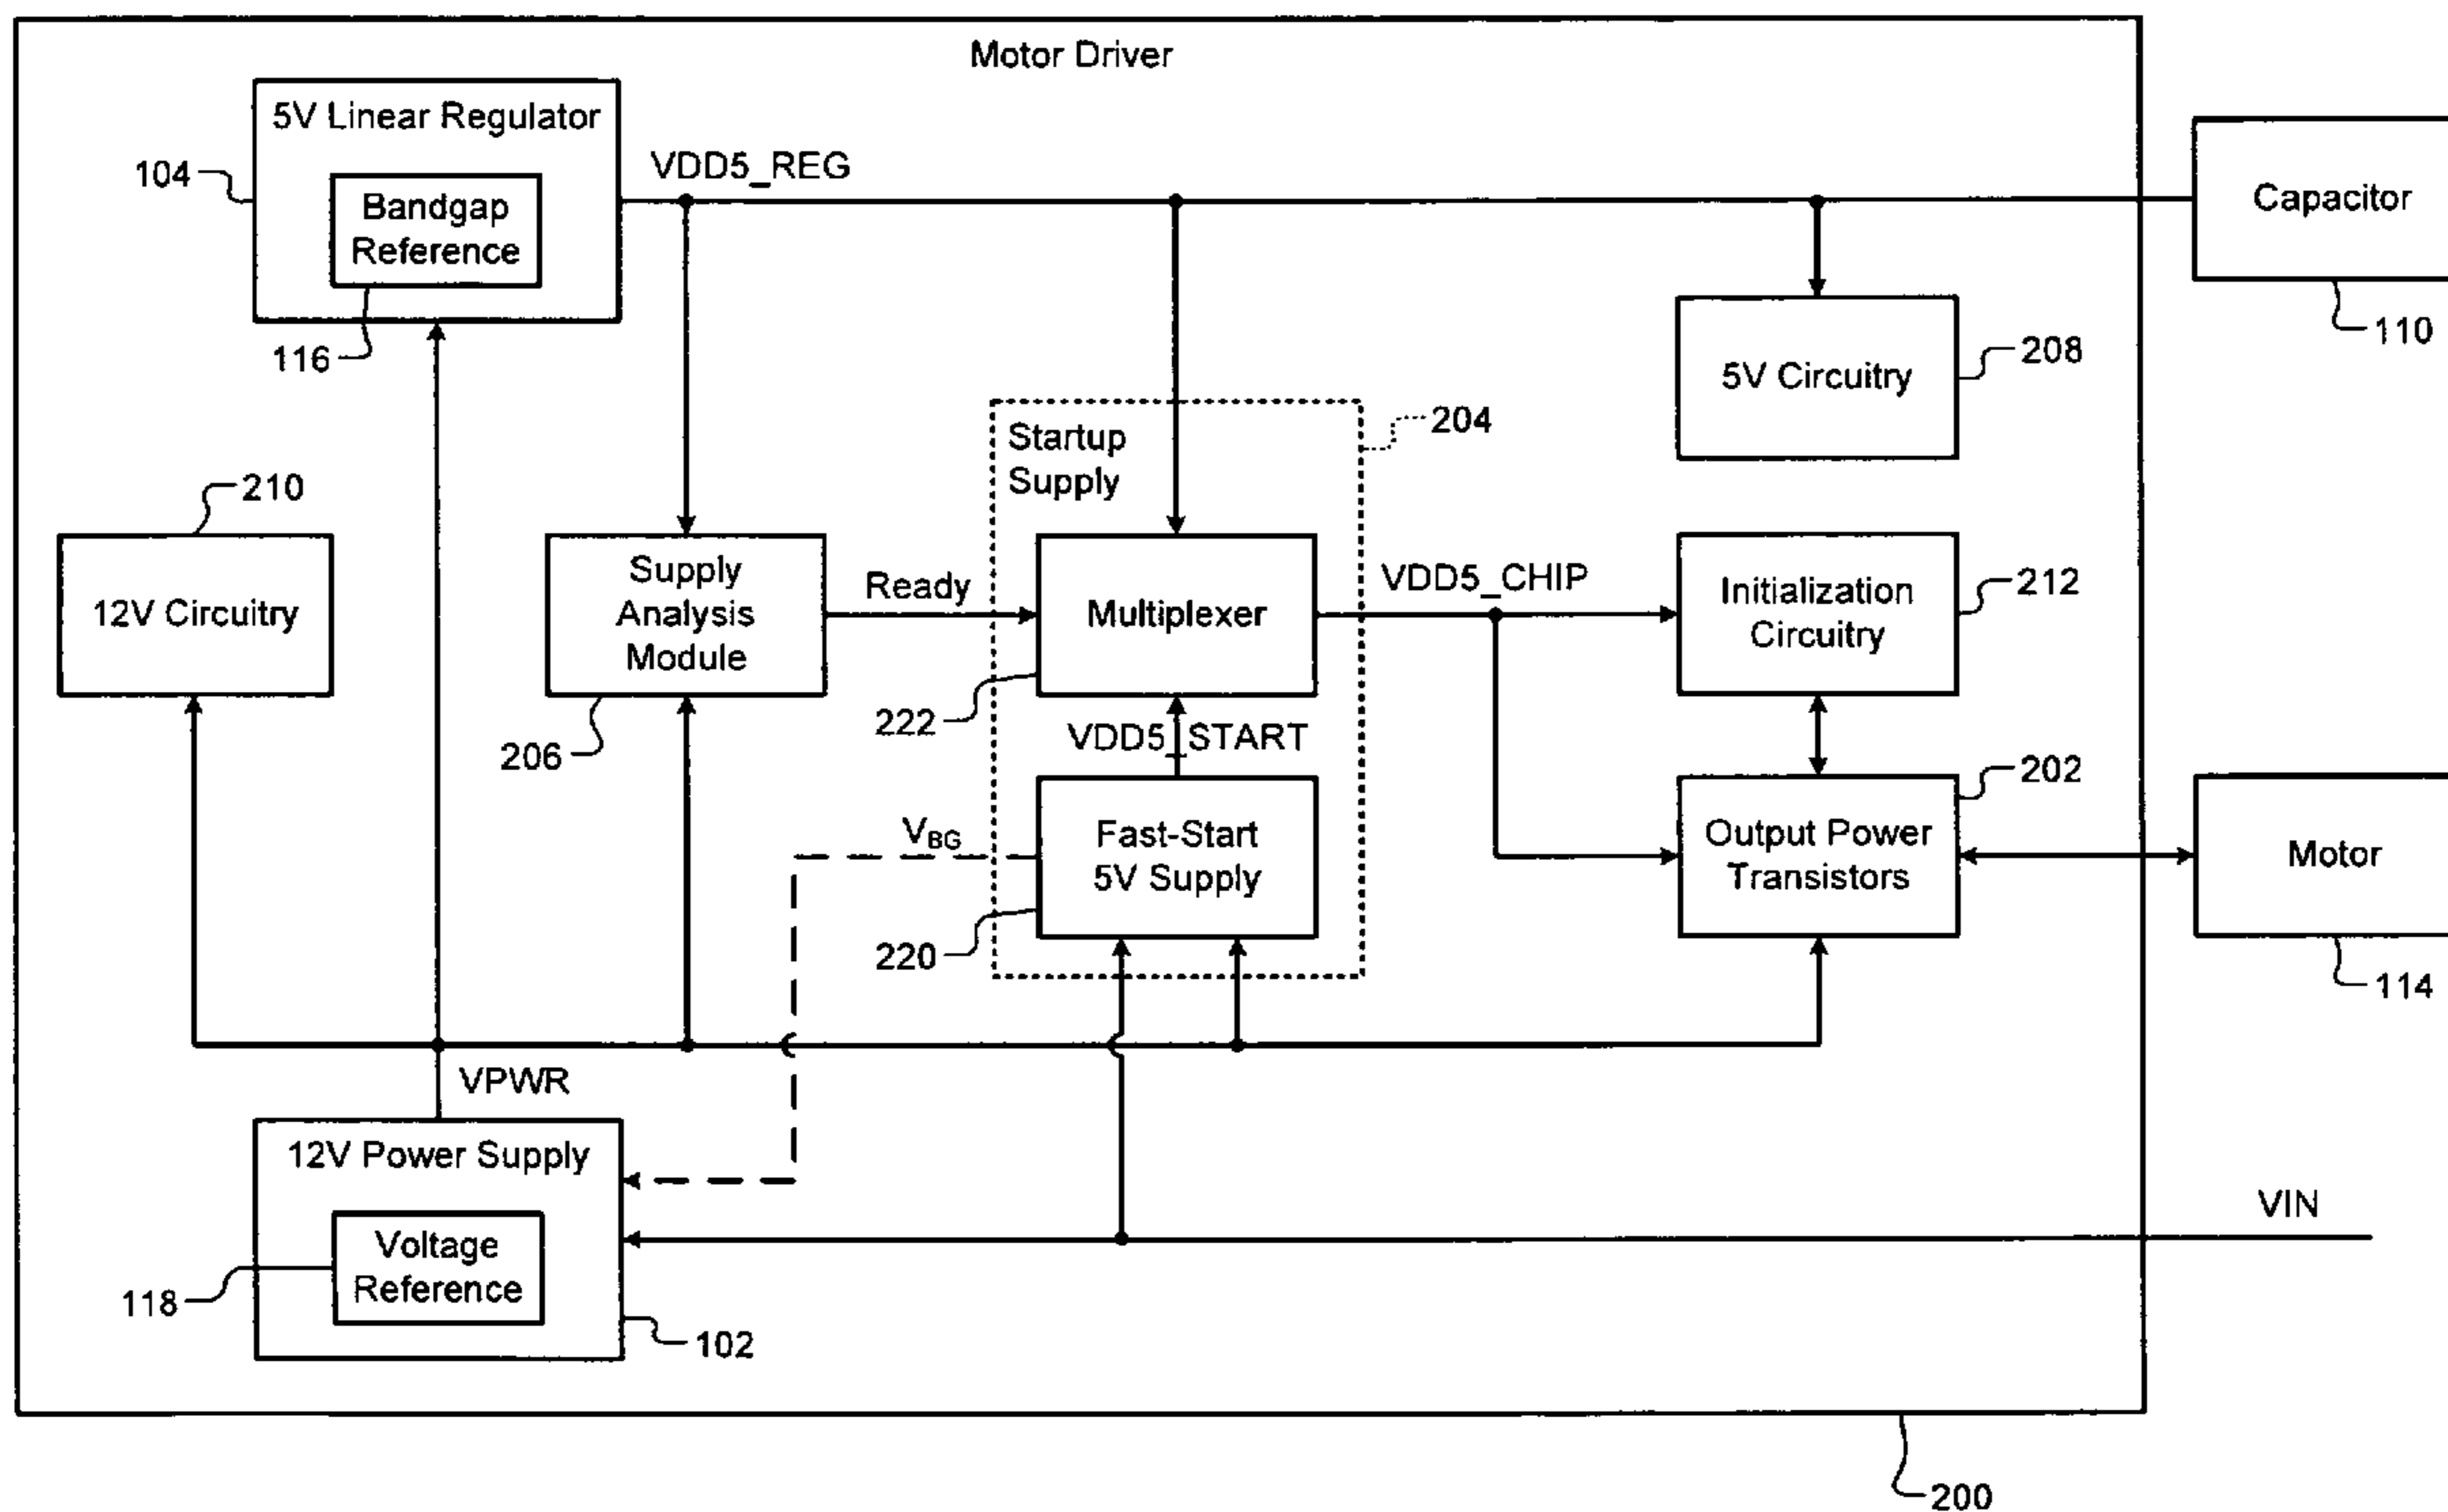 Motor Driver
5V Linear Regulator
Bandgap
Reference
104
116
VDD5_REG
Capacitor
110
5V Circuitry
208
Startup
Supply
204
210
12V Circuitry
Supply
Analysis
Module
206
Ready
Multiplexer
222
VDD5_CHIP
Initialization
Circuitry
212
VDD5_START
Fast-Start
5V Supply
220
V_BG
Output Power
Transistors
202
Motor
114
VPWR
12V Power Supply
Voltage
Reference
118
102
VIN
200